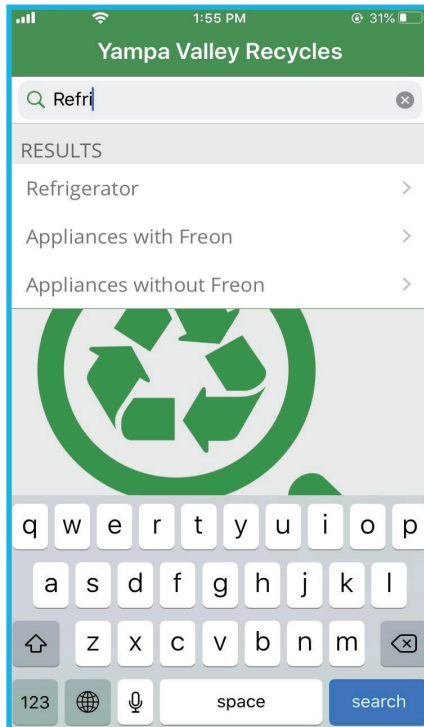 1:55 PM
31%
Yampa Valley Recycles
Refri
RESULTS
Refrigerator
Appliances with Freon
Appliances without Freon
q w e r t y u i o p
a s d f g h j k l
z x c v b n m
123 space search